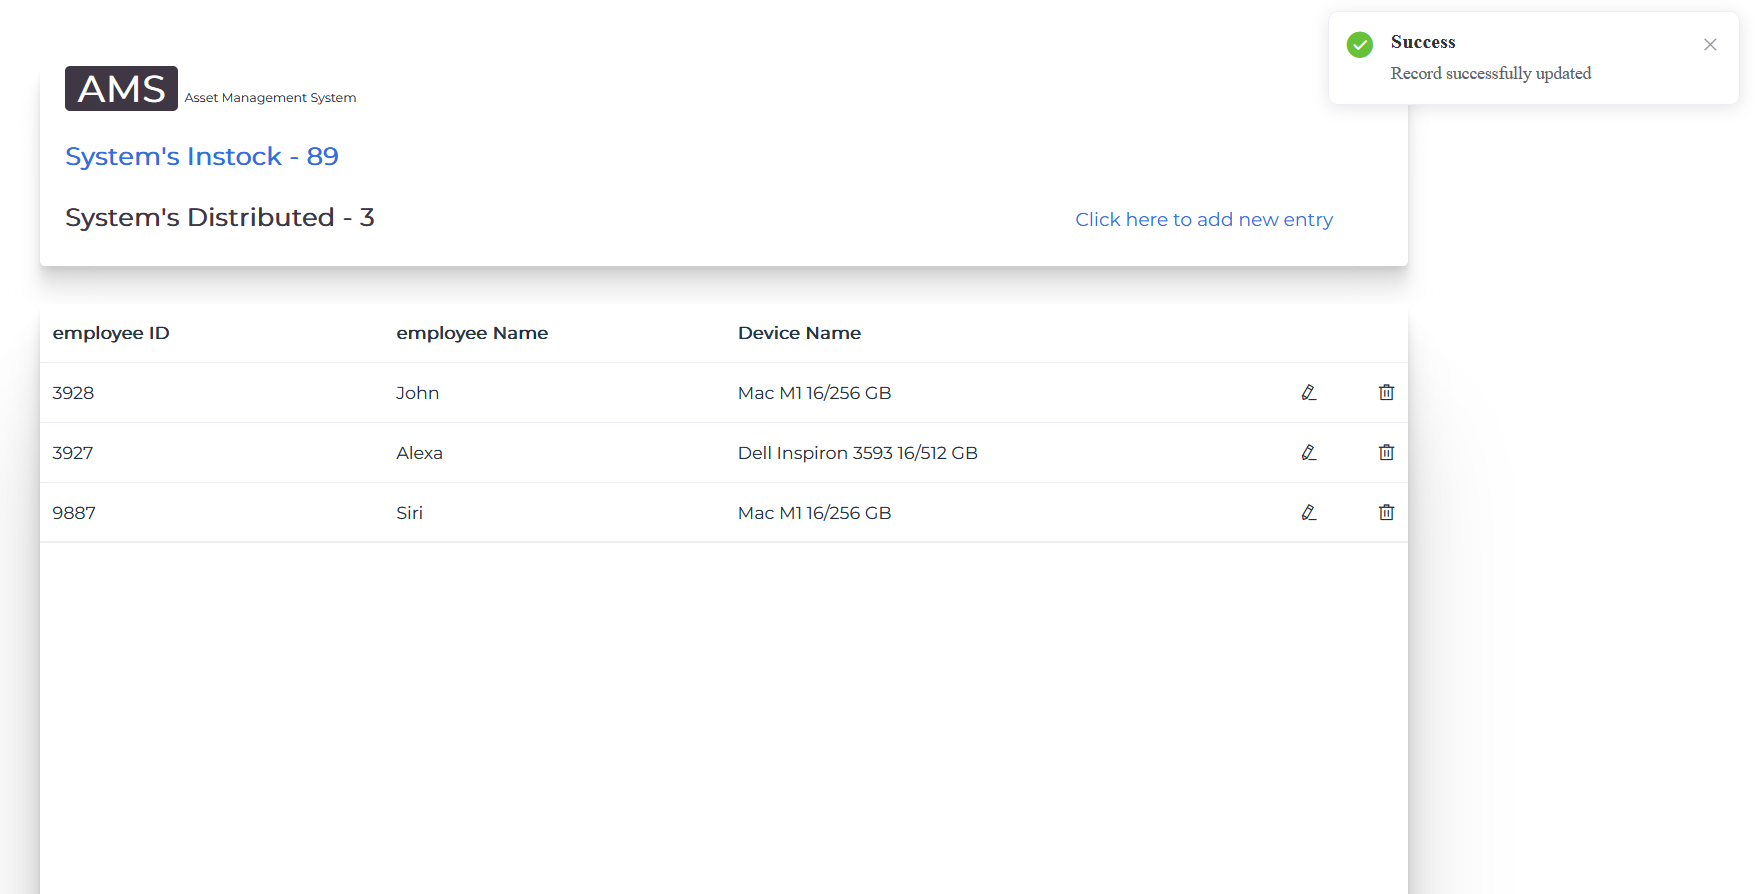 Success
Record successfully updated
AMS Asset Management System
System's Instock - 89
System's Distributed - 3
Click here to add new entry
employee ID employee Name Device Name
3928 John Mac M1 16/256 GB
3927 Alexa Dell Inspiron 3593 16/512 GB
9887 Siri Mac M1 16/256 GB